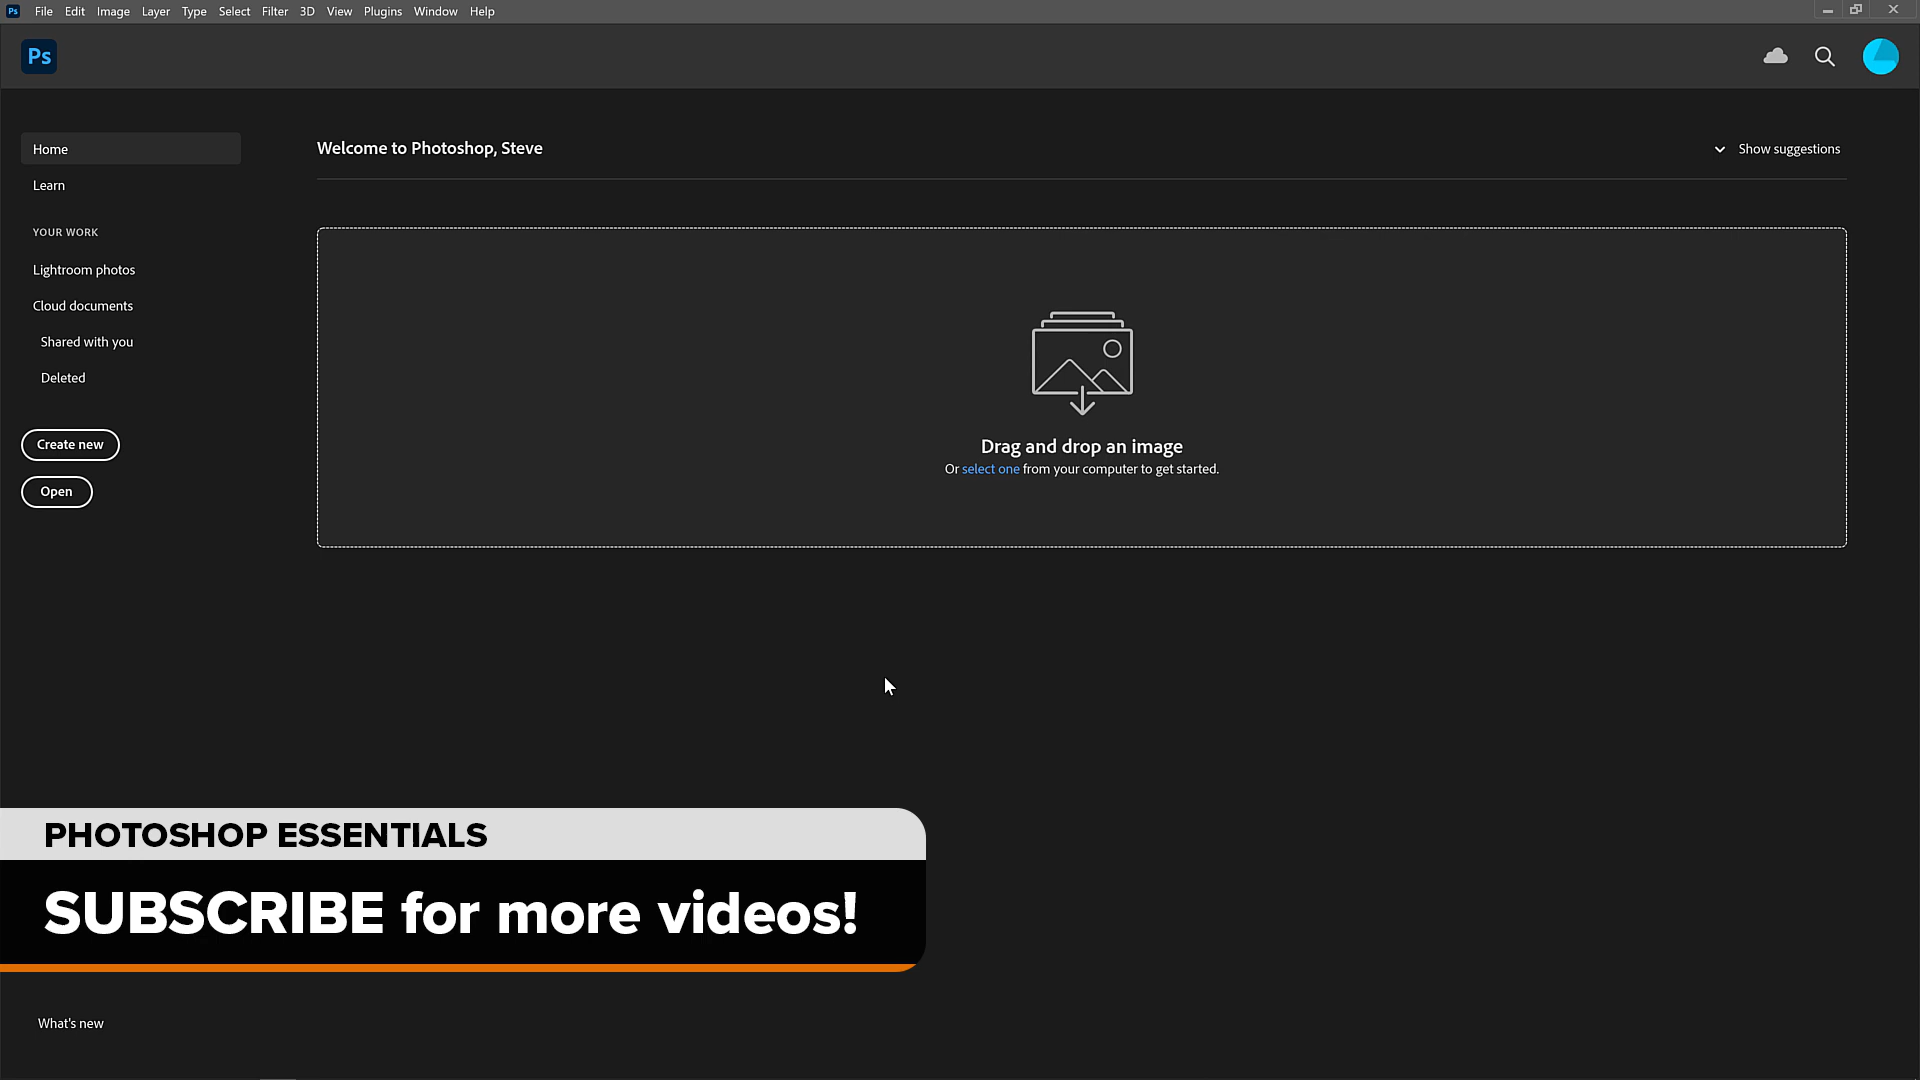 Ps File Edit Image Layer Type Select Filter 3D View Plugins Window Help
Ps
Home
Learn
YOUR WORK
Lightroom photos
Cloud documents
Shared with you
Deleted
Create new
Open
Welcome to Photoshop, Steve
Show suggestions
Drag and drop an image
Or select one from your computer to get started.
PHOTOSHOP ESSENTIALS
SUBSCRIBE for more videos!
What's new